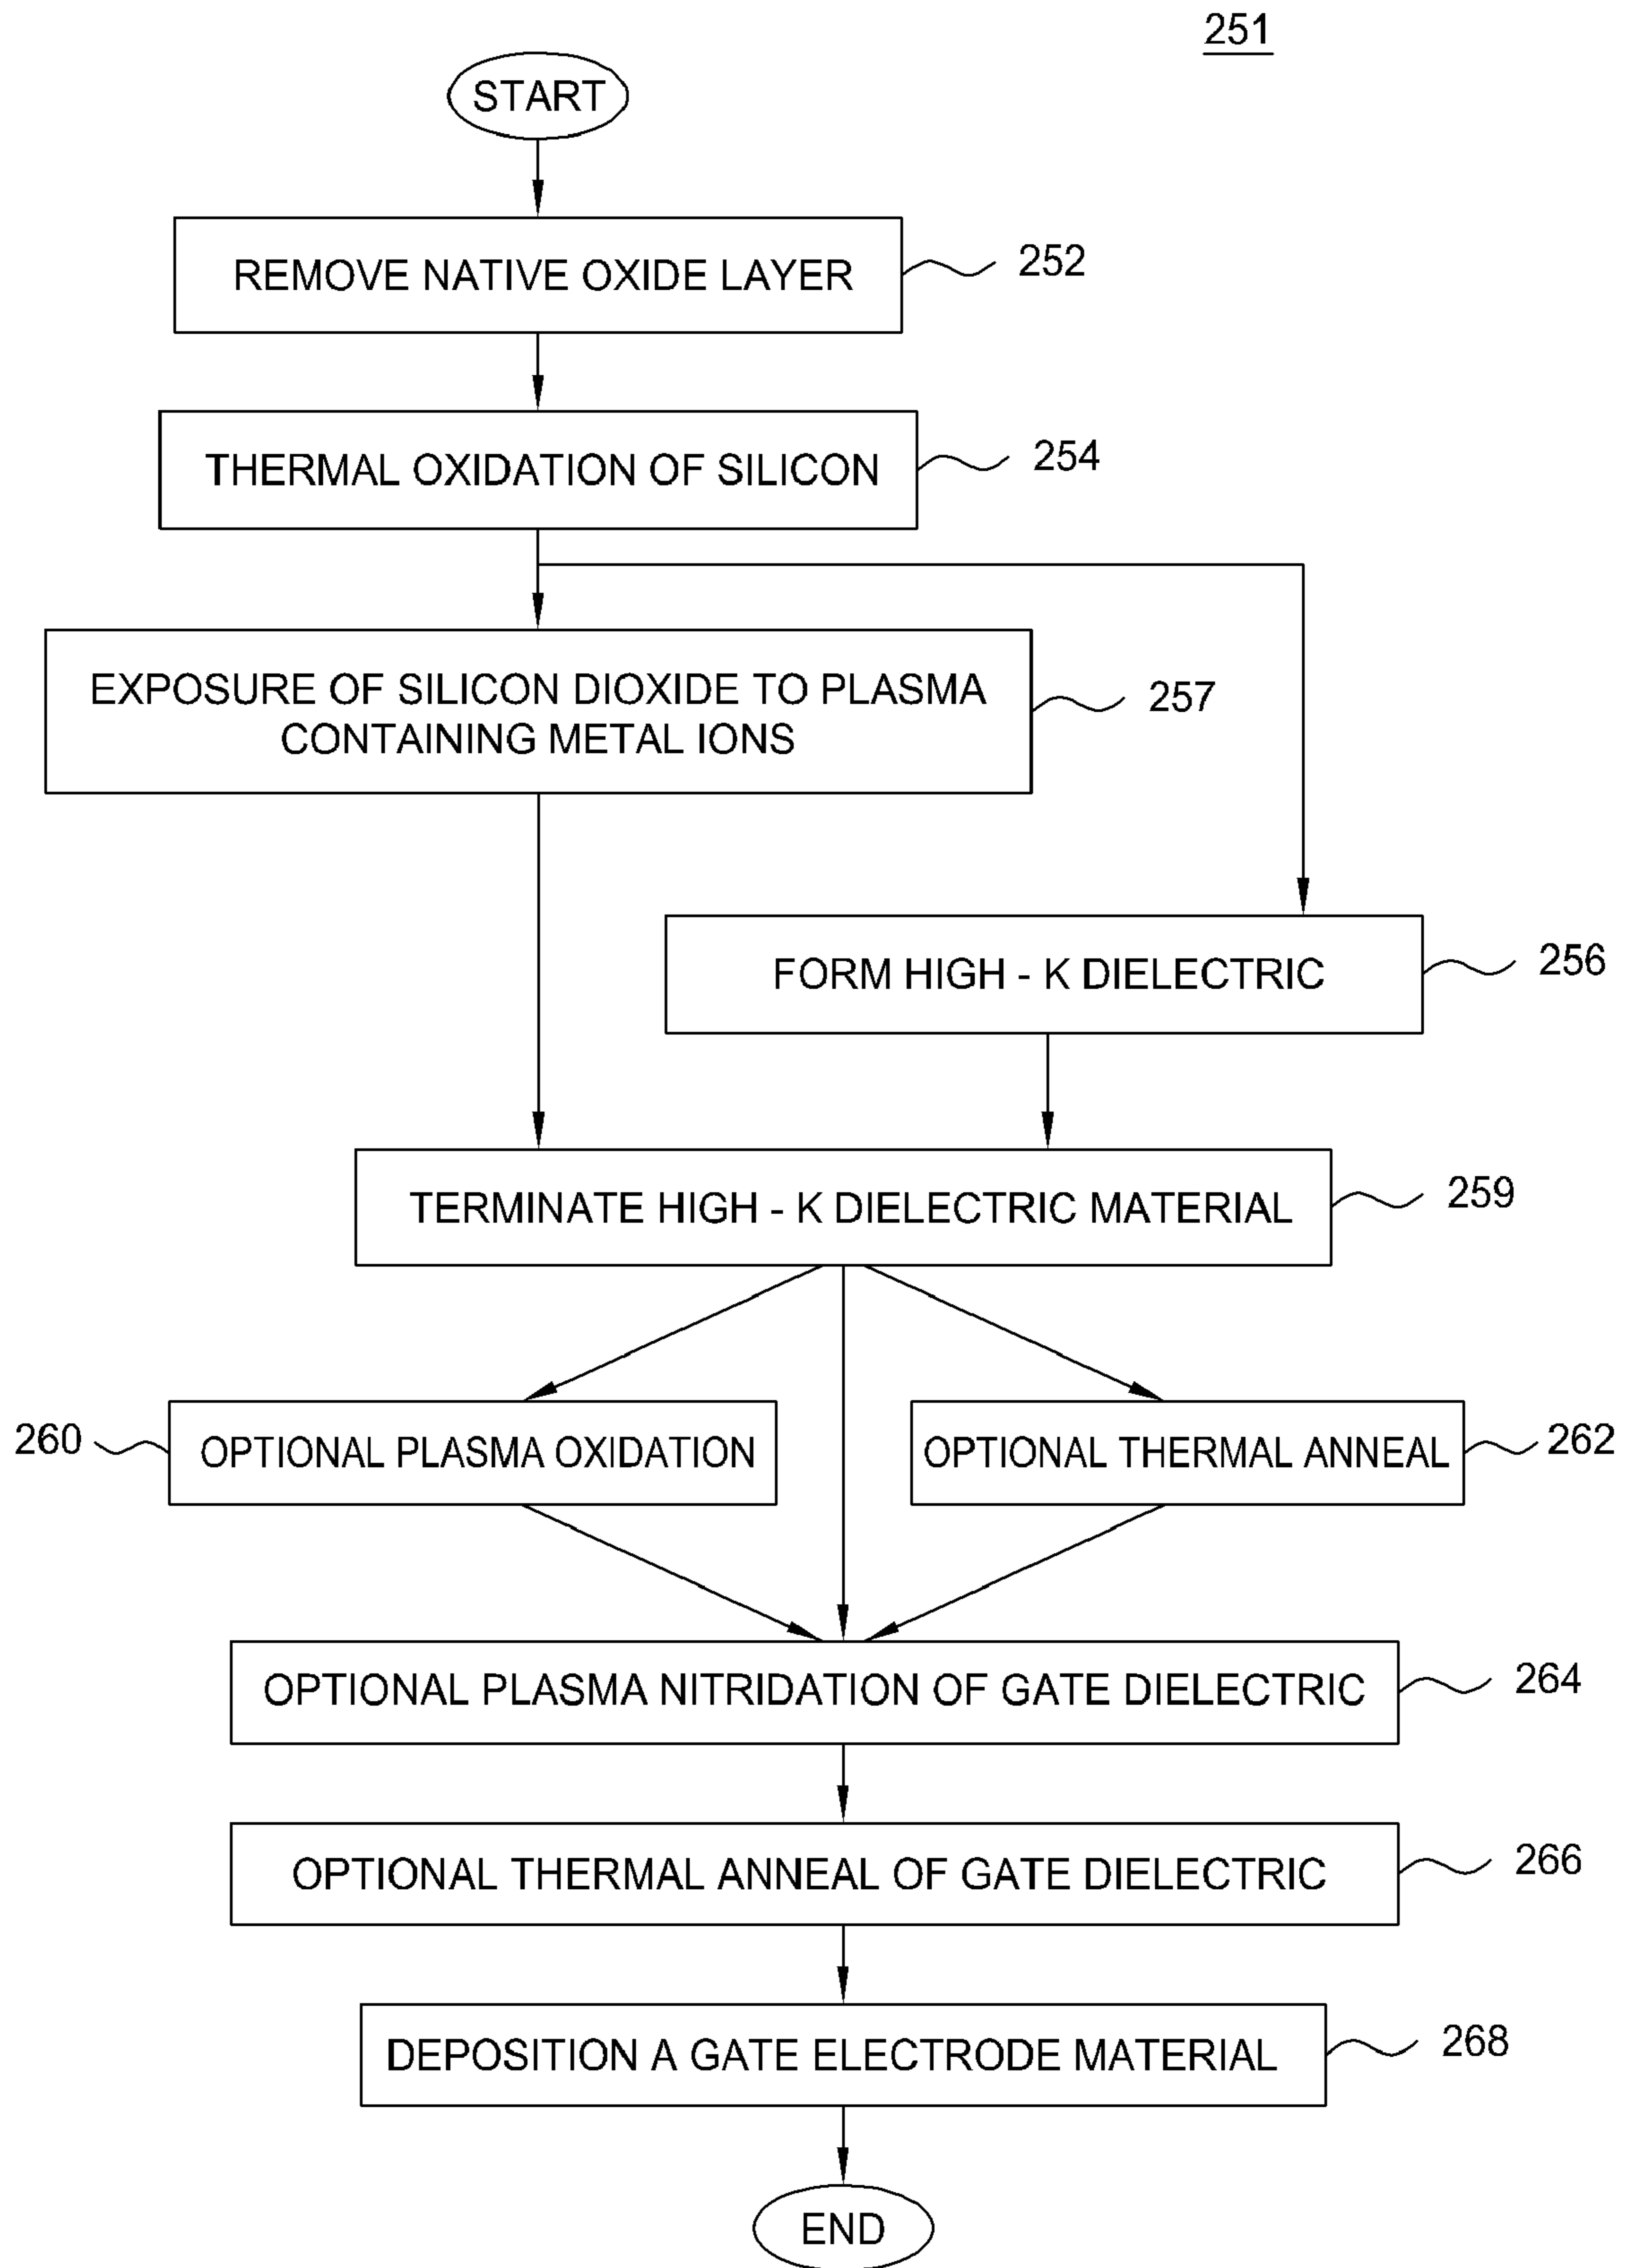 251
START
REMOVE NATIVE OXIDE LAYER
252
THERMAL OXIDATION OF SILICON
254
EXPOSURE OF SILICON DIOXIDE TO PLASMA
CONTAINING METAL IONS
257
FORM HIGH - K DIELECTRIC
256
TERMINATE HIGH - K DIELECTRIC MATERIAL
259
260
OPTIONAL PLASMA OXIDATION
OPTIONAL THERMAL ANNEAL
262
OPTIONAL PLASMA NITRIDATION OF GATE DIELECTRIC
264
OPTIONAL THERMAL ANNEAL OF GATE DIELECTRIC
266
DEPOSITION A GATE ELECTRODE MATERIAL
268
END